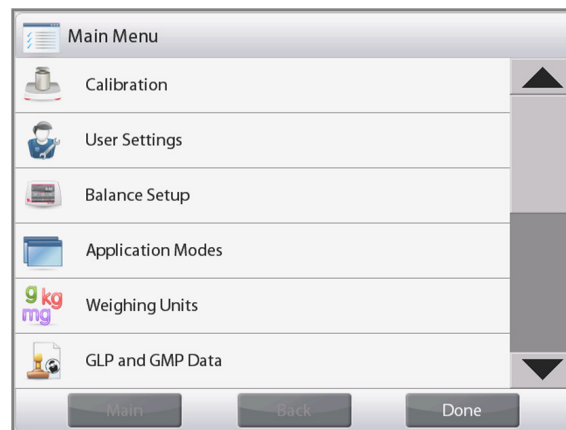 Main Menu
Calibration
User Settings
Balance Setup
Application Modes
g kg
mg
Weighing Units
GLP and GMP Data
Main Back Done